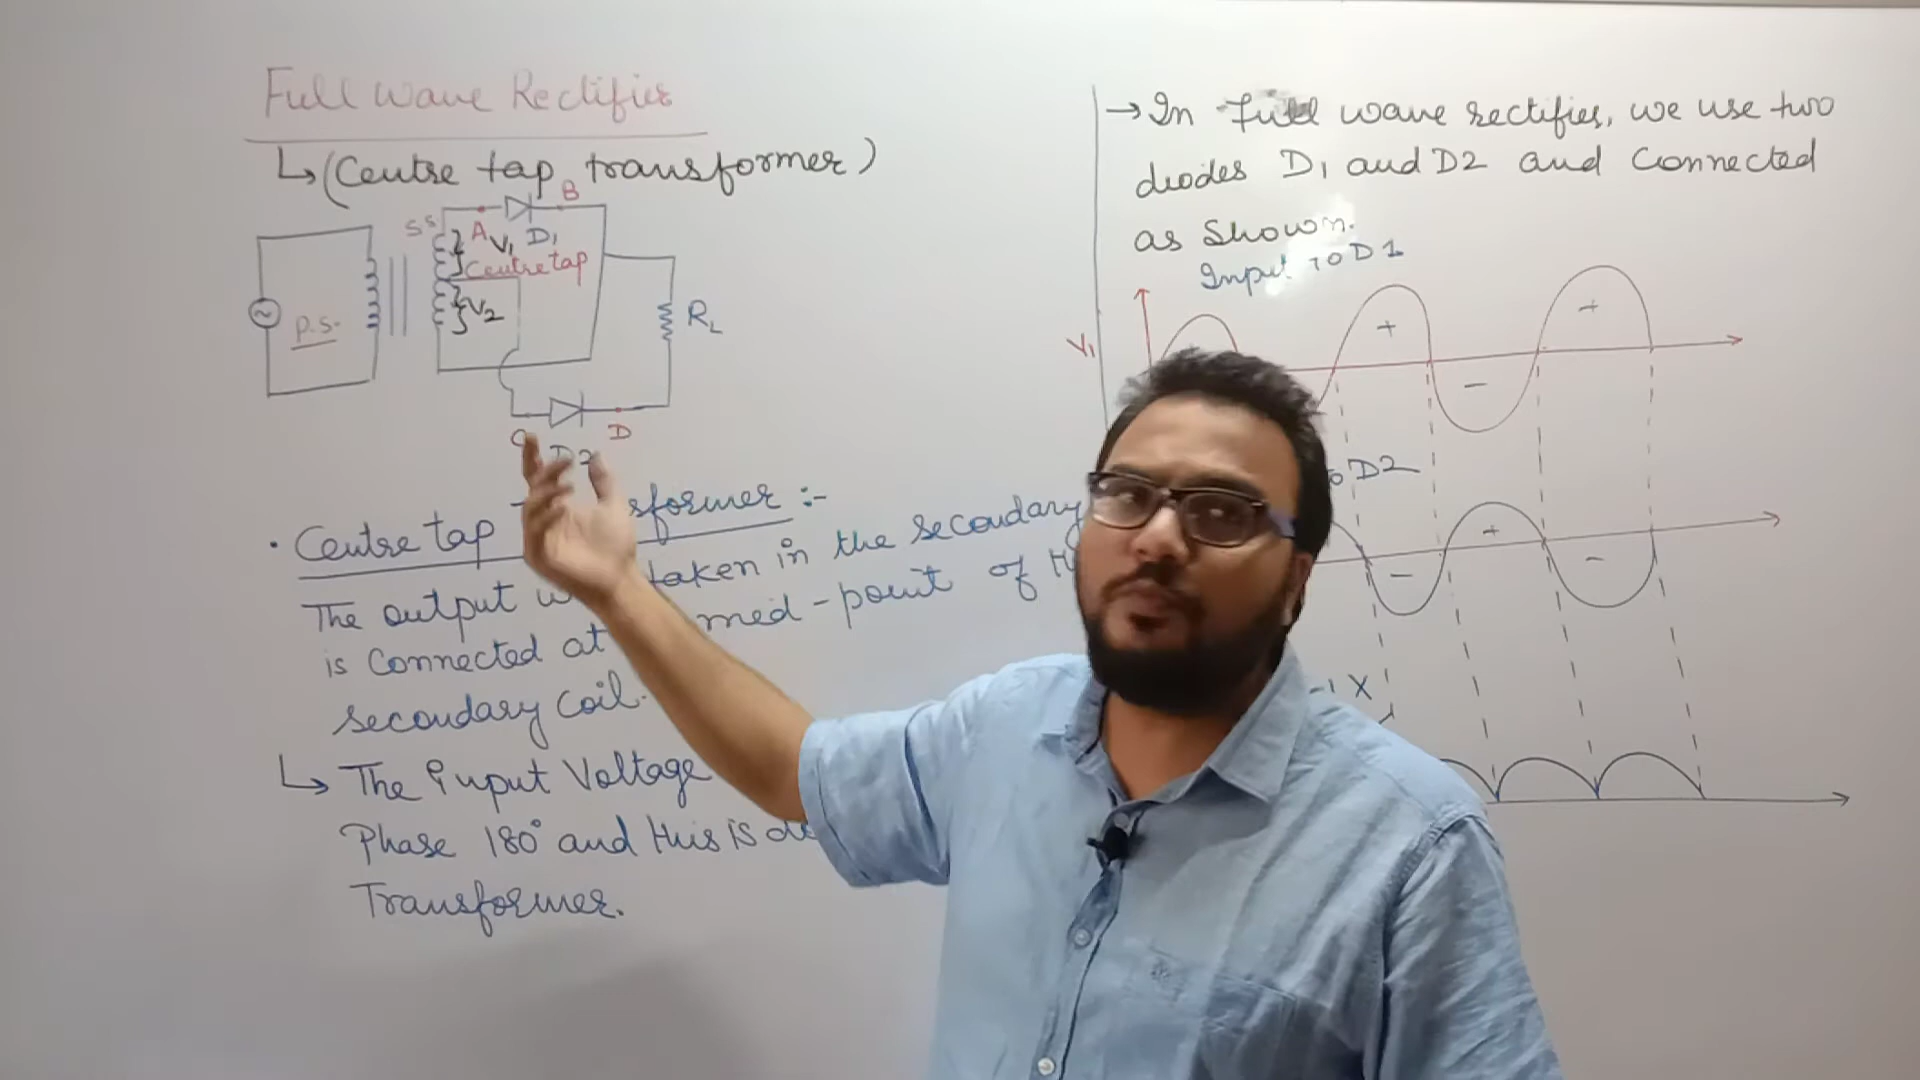 Full Wave Rectifier
↳ (Centre tap transformer)
B
S
S
A
V1
D1
Centre tap
V2
P.S.
RL
C
D
D2
• Centre tap sformer :-
The output w taken in the secondary
is Connected at med-point of
secondary coil.
↳ The input Voltage
Phase 180° and this is
Transformer.
→ In full wave rectifier, we use two
diodes D1 and D2 and Connected
as Shown.
Input to D1
V1
+
+
-
D2
+
-
-
-1 X